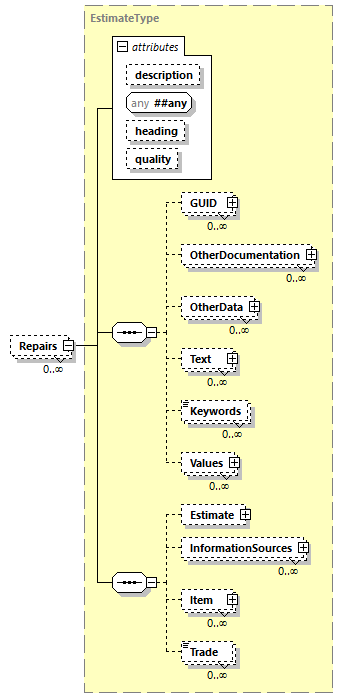 EstimateType
attributes
description
any ##any
heading
quality
GUID
0..∞
OtherDocumentation
0..∞
OtherData
0..∞
Repairs
0..∞
Text
0..∞
Keywords
0..∞
Values
0..∞
Estimate
InformationSources
0..∞
Item
0..∞
Trade
0..∞